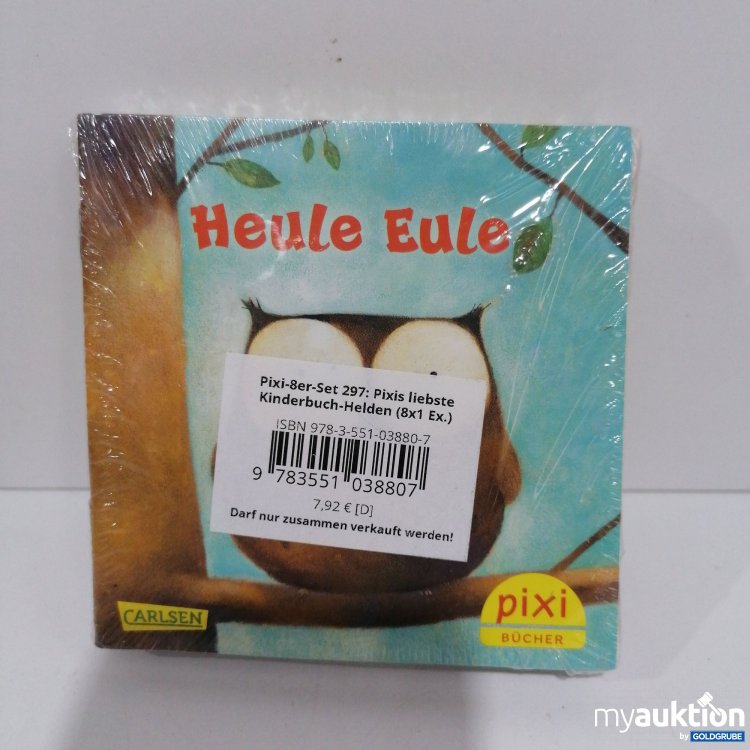 Heule Eule
Pixi-8er-Set 297: Pixis liebste
Kinderbuch-Helden (8x1 Ex.)
ISBN 978-3-551-03880-7
9 783551 038807
7,92 € [D]
Darf nur zusammen verkauft werden!
CARLSEN
pixi
BÜCHER
myauktion
by GOLDGRUBE